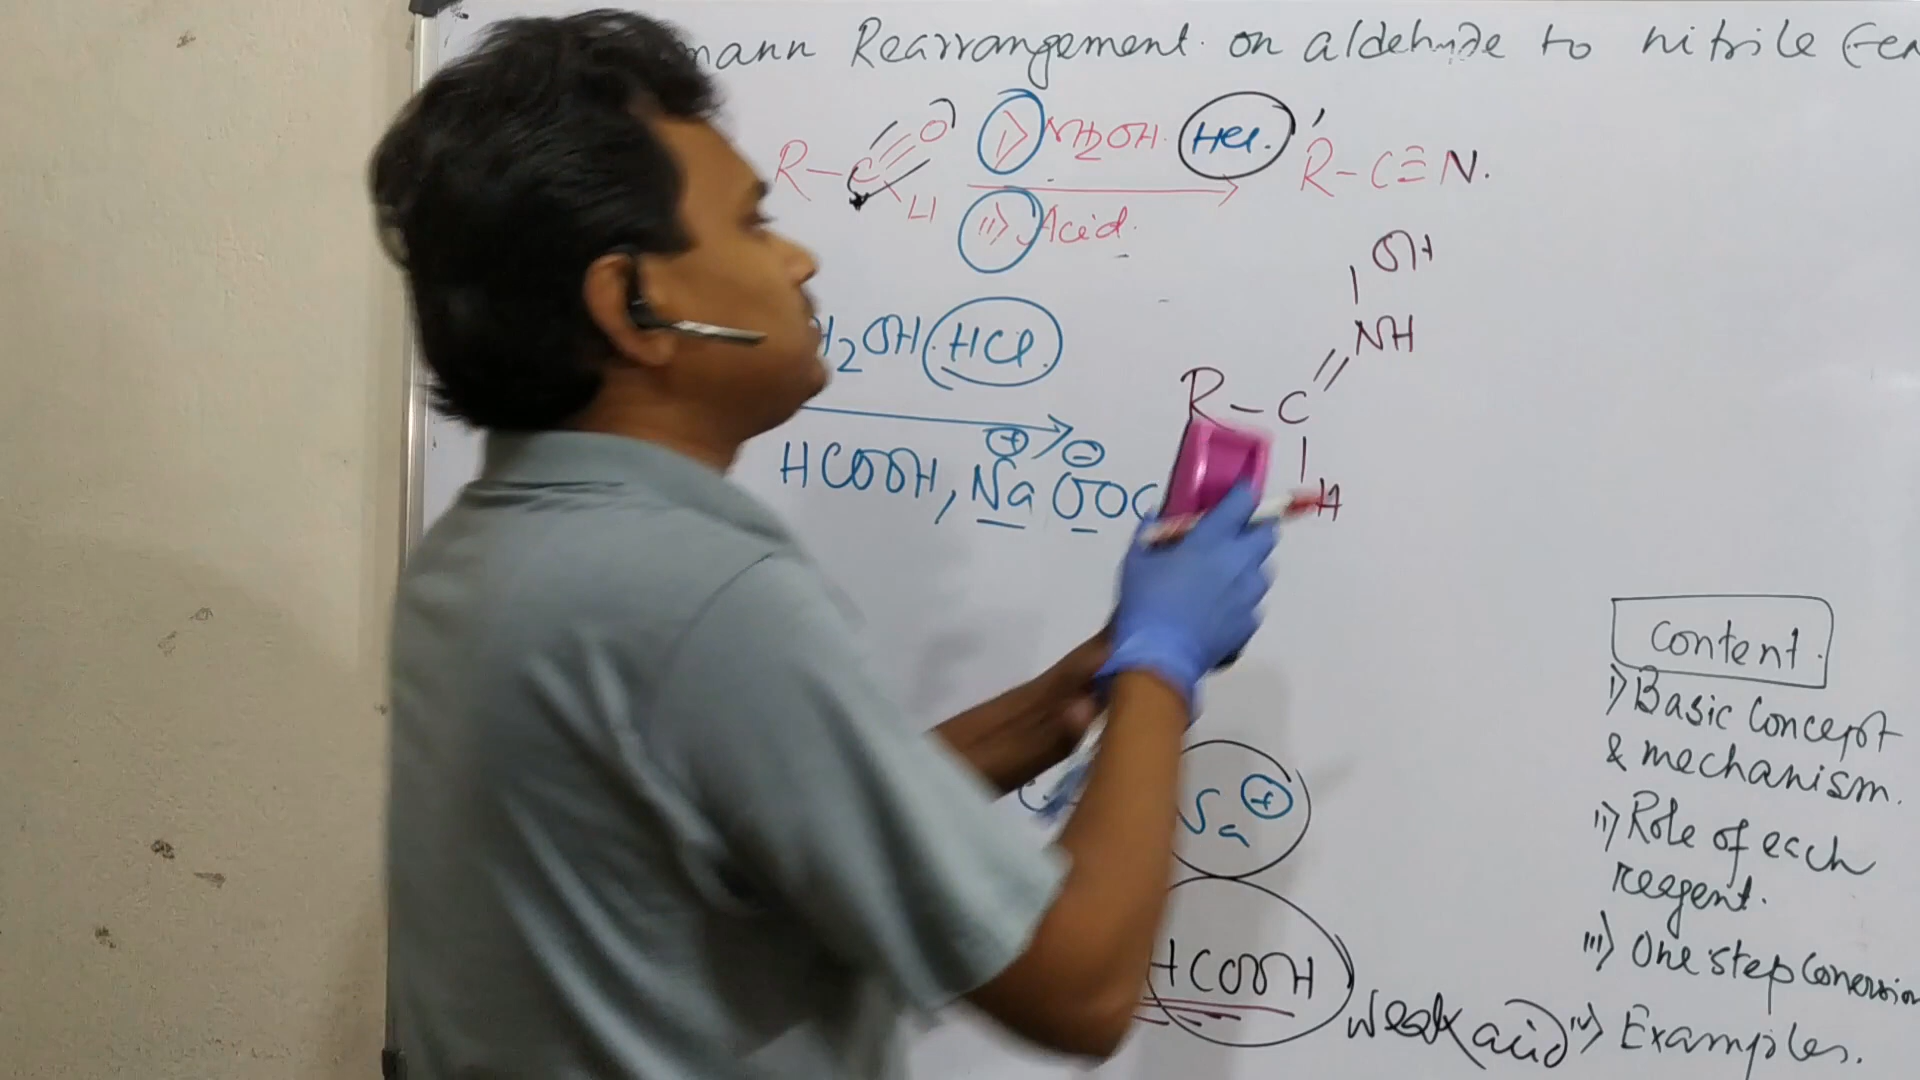 mann Rearrangement on aldehyde to nitrile
R-C=O H i) NH2OH. HCl. R-C≡N.
ii) Acid.
OH
H2OH. HCl. NH
R-C
HCOOH, Na⊕ ⊖OOC H
content.
i) Basic Concept
& mechanism.
Na⊕
ii) Role of each
reagent.
iii) One step Conversion
HCOOH weak acid
iv) Examples.